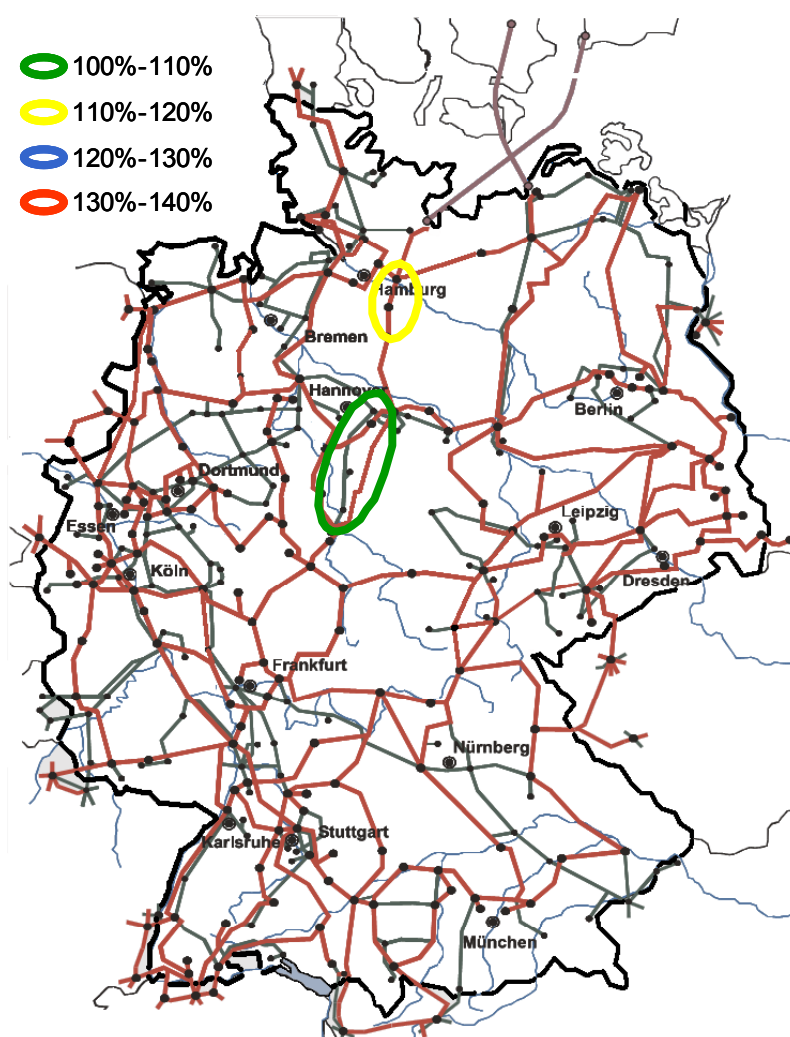 100%-110%
110%-120%
120%-130%
130%-140%
Hamburg
Bremen
Hannover
Berlin
Dortmund
Essen
Leipzig
Köln
Dresden
Frankfurt
Nürnberg
Karlsruhe
Stuttgart
München